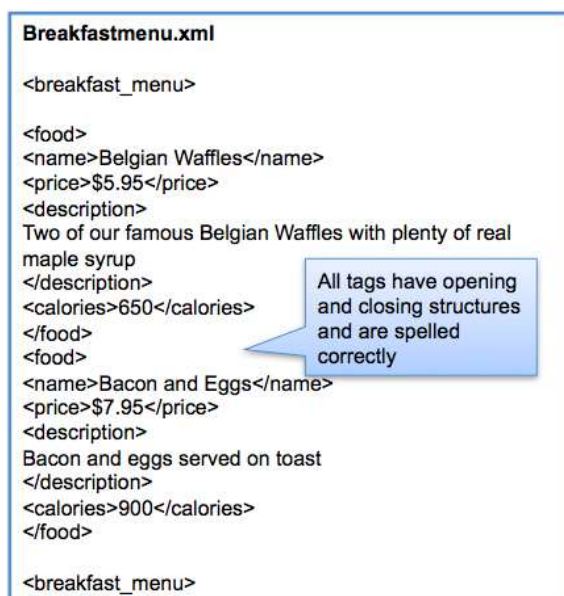 Breakfastmenu.xml
<breakfast_menu>
<food>
<name>Belgian Waffles</name>
<price>$5.95</price>
<description>
Two of our famous Belgian Waffles with plenty of real
maple syrup
</description>
<calories>650</calories>
</food>
<food>
<name>Bacon and Eggs</name>
<price>$7.95</price>
<description>
Bacon and eggs served on toast
</description>
<calories>900</calories>
</food>
<breakfast_menu>
All tags have opening
and closing structures
and are spelled
correctly